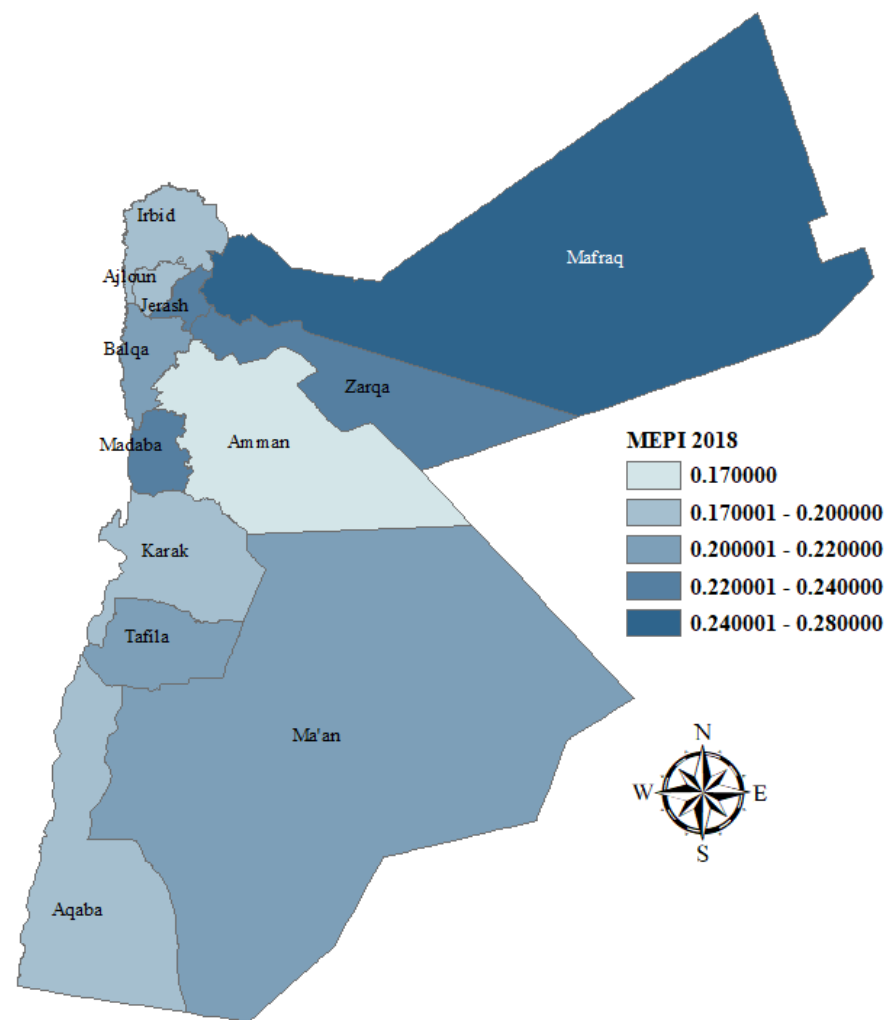 Irbid
Mafraq
Ajloun
Jerash
Balqa
Zarqa
Madaba
Amman
MEPI 2018
0.170000
0.170001 - 0.200000
0.200001 - 0.220000
0.220001 - 0.240000
0.240001 - 0.280000
Karak
Tafila
Ma'an
N
W
E
S
Aqaba